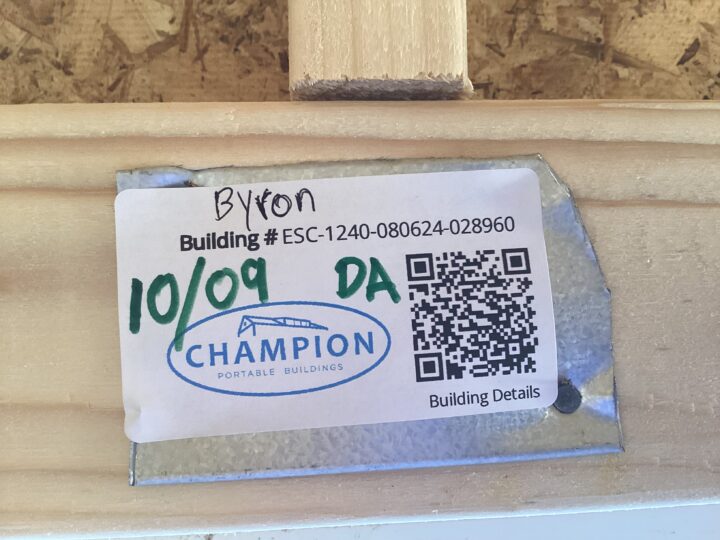 Byron
Building # ESC-1240-080624-028960
10/09 DA
CHAMPION
PORTABLE BUILDINGS
Building Details